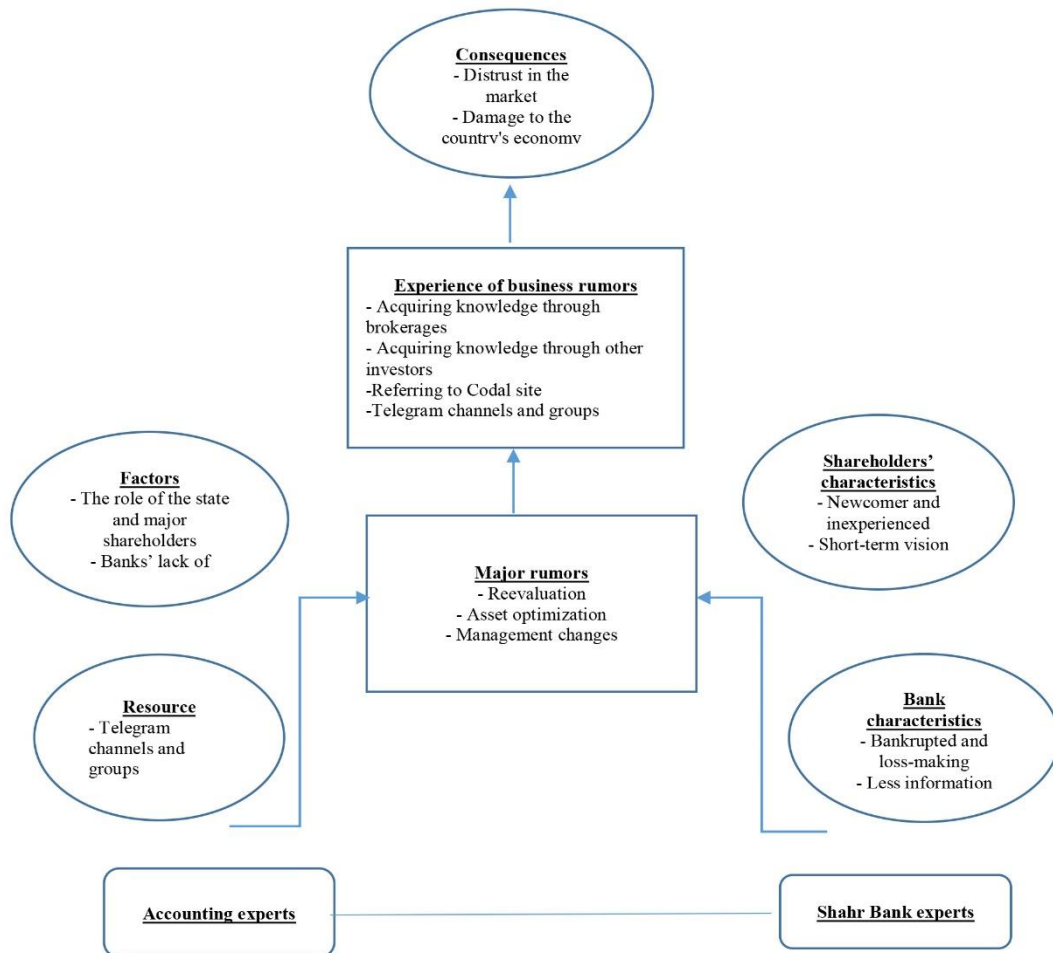 Consequences
- Distrust in the
market
- Damage to the
country's economy
Experience of business rumors
- Acquiring knowledge through
brokerages
- Acquiring knowledge through other
investors
-Referring to Codal site
-Telegram channels and groups
Factors
- The role of the state
and major
shareholders
- Banks' lack of
Shareholders'
characteristics
- Newcomer and
inexperienced
- Short-term vision
Major rumors
- Reevaluation
- Asset optimization
- Management changes
Resource
- Telegram
channels and
groups
Bank
characteristics
- Bankrupted and
loss-making
- Less information
Accounting experts
Shahr Bank experts